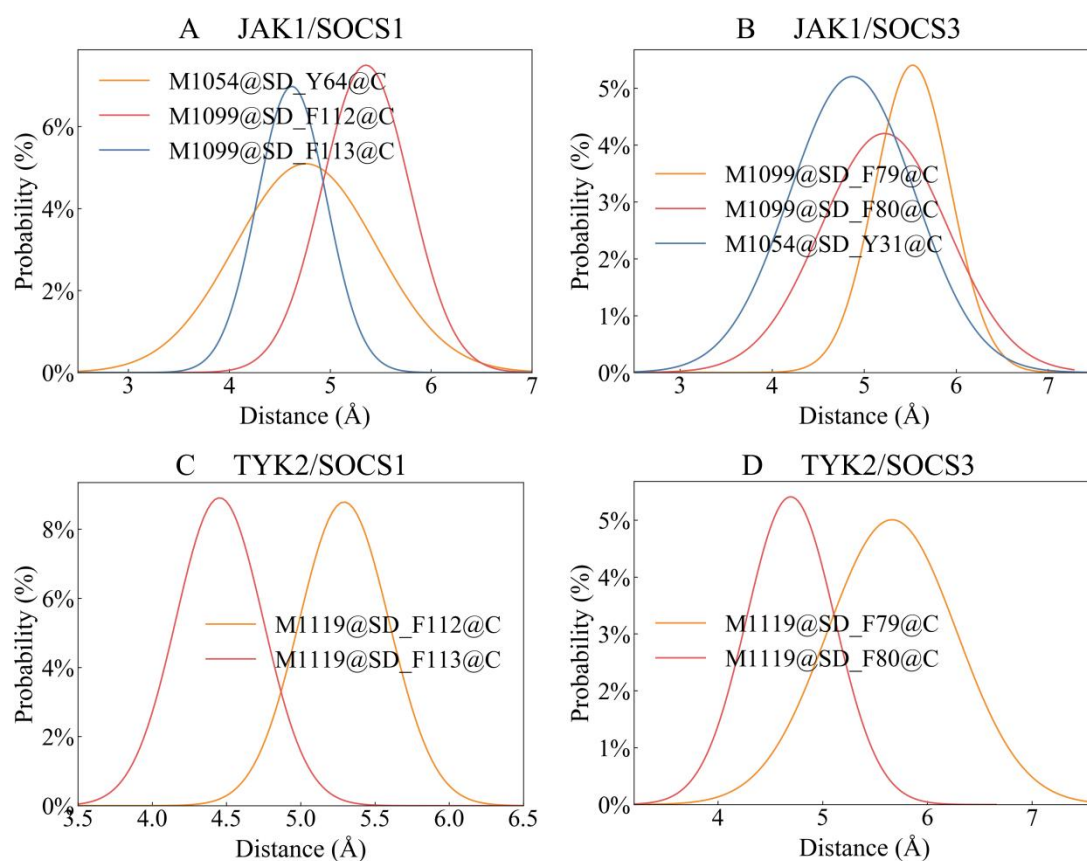 A JAK1/SOCS1
6%
4%
2%
0%
Probability (%)
M1054@SD_Y64@C
M1099@SD_F112@C
M1099@SD_F113@C
3 4 5 6 7
Distance (Å)
B JAK1/SOCS3
5%
4%
3%
2%
1%
0%
Probability (%)
M1099@SD_F79@C
M1099@SD_F80@C
M1054@SD_Y31@C
3 4 5 6 7
Distance (Å)
C TYK2/SOCS1
8%
6%
4%
2%
0%
Probability (%)
M1119@SD_F112@C
M1119@SD_F113@C
3.5 4.0 4.5 5.0 5.5 6.0 6.5
Distance (Å)
D TYK2/SOCS3
5%
4%
3%
2%
1%
0%
Probability (%)
M1119@SD_F79@C
M1119@SD_F80@C
4 5 6 7
Distance (Å)